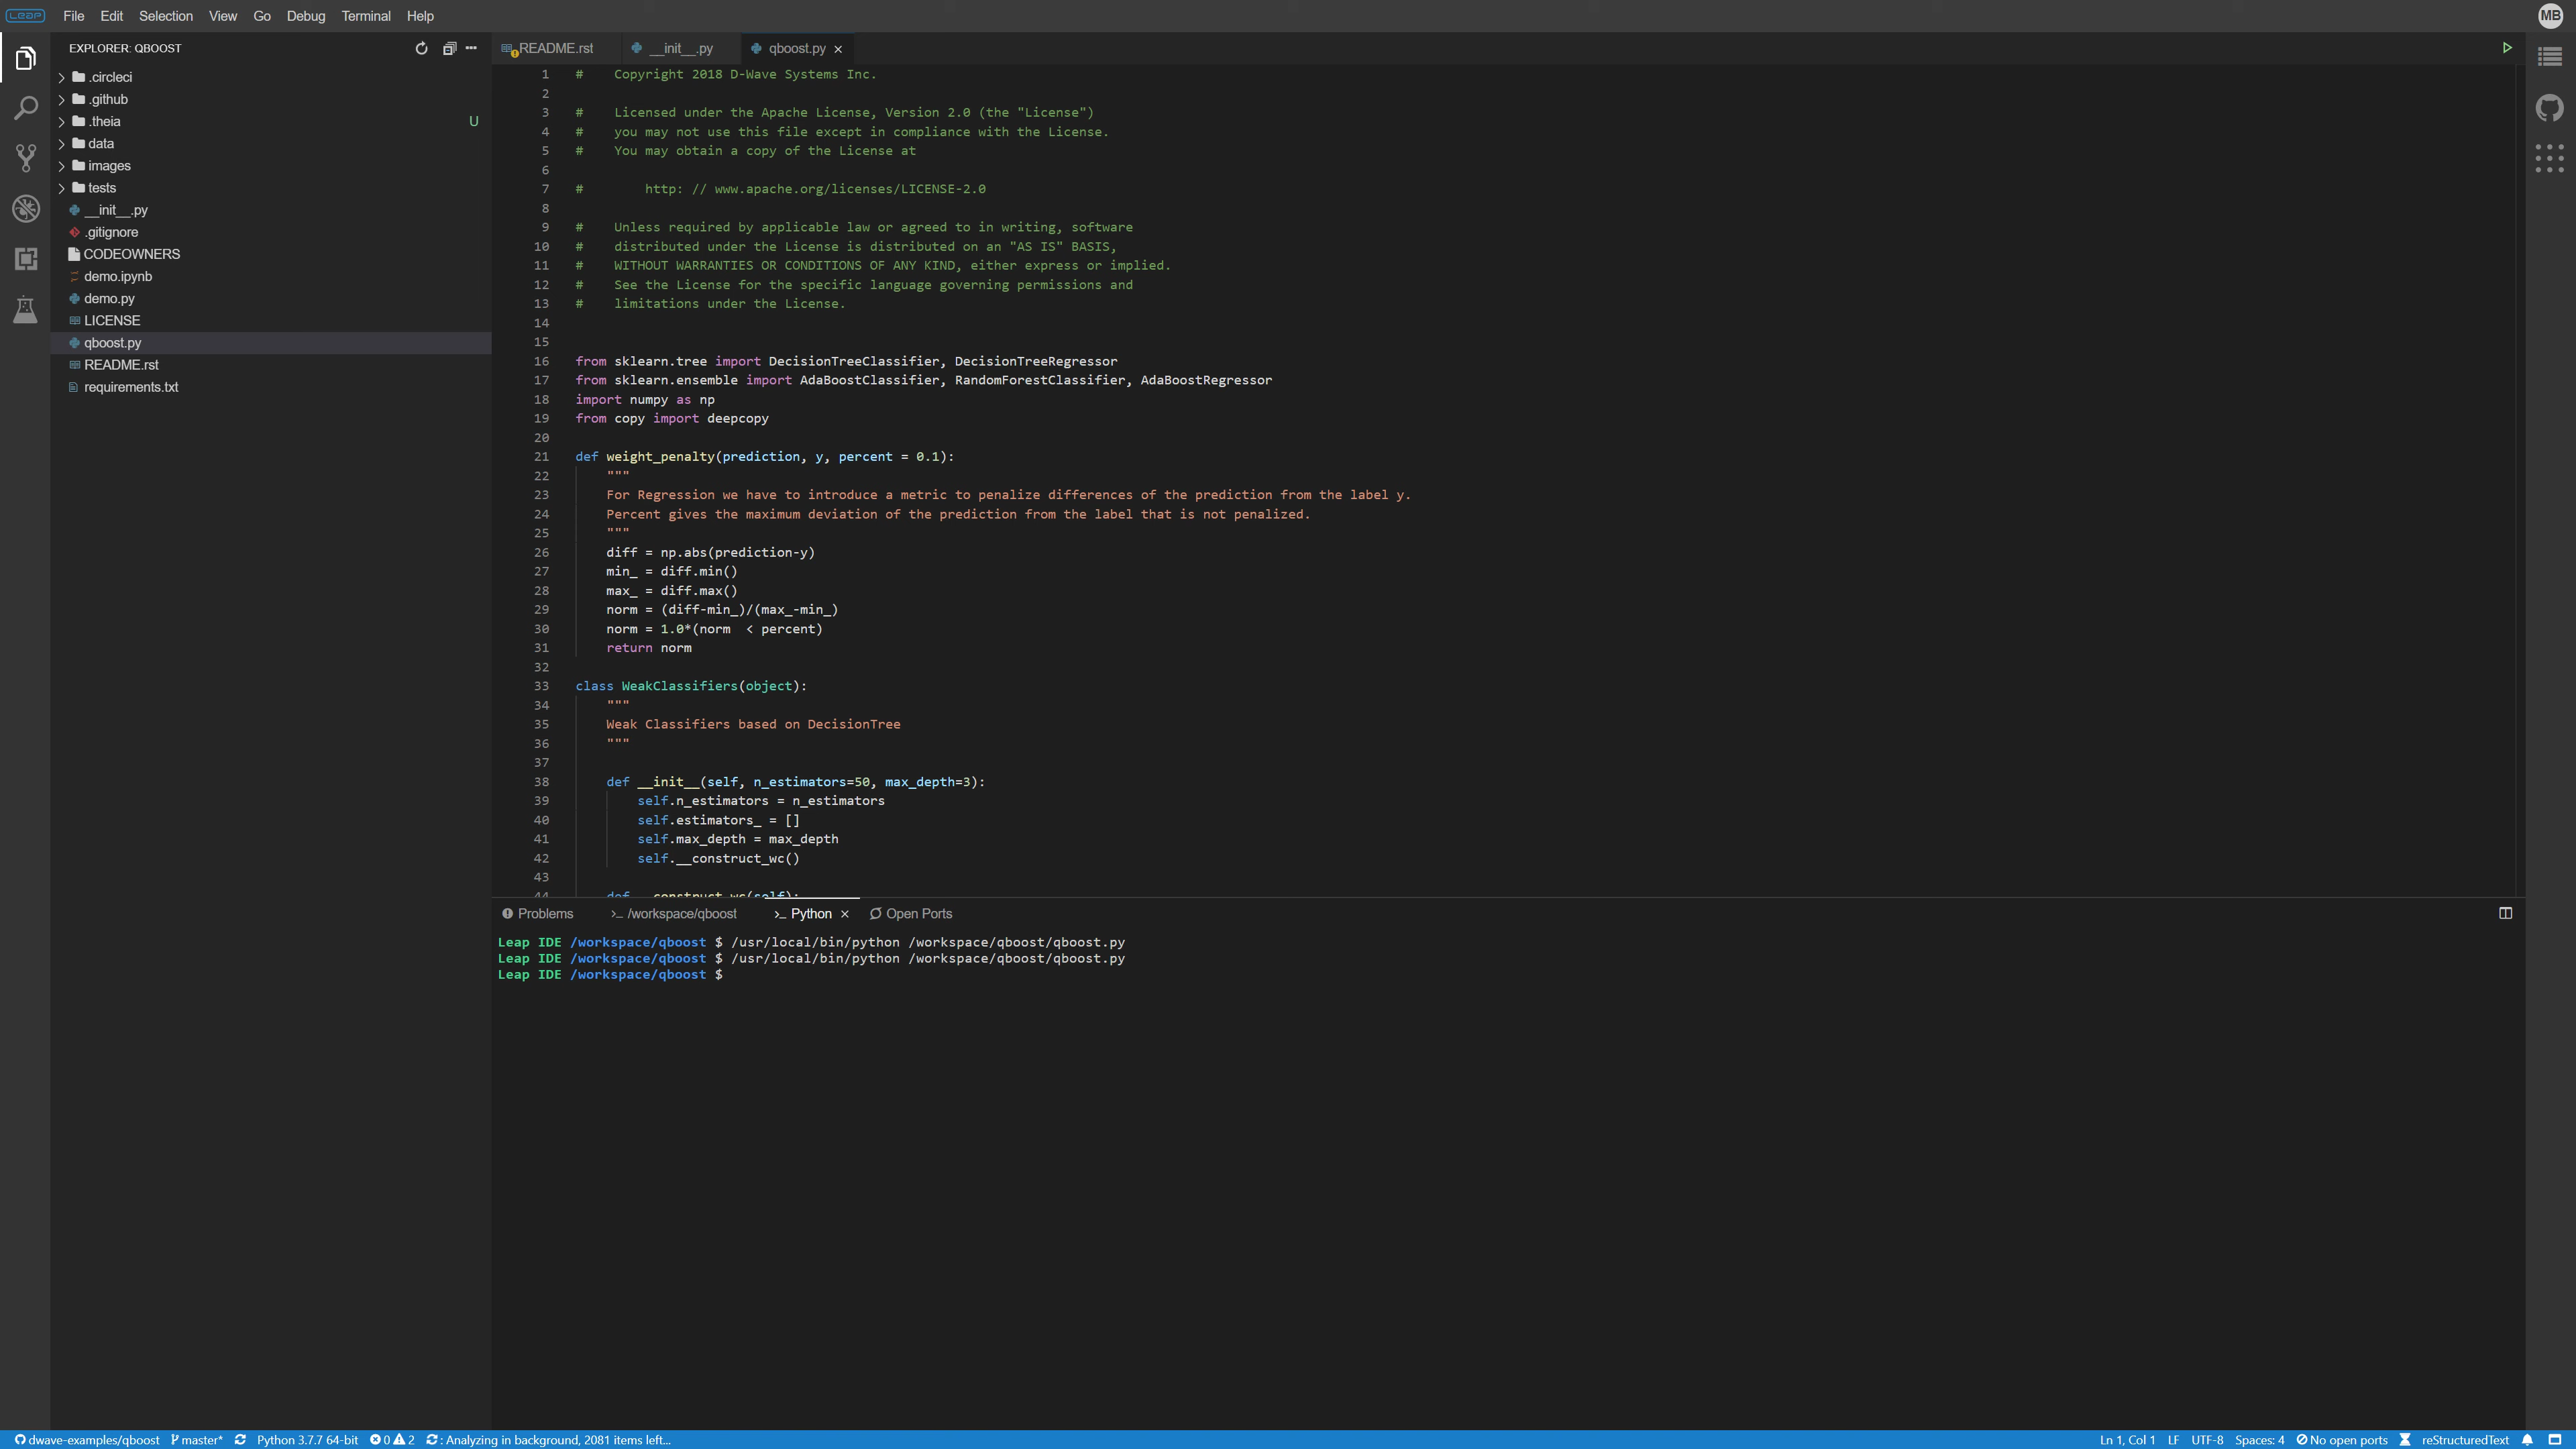 LEAP File Edit Selection View Go Debug Terminal Help MB
EXPLORER: QBOOST
.circleci
.github
.theia U
data
images
tests
__init__.py
.gitignore
CODEOWNERS
demo.ipynb
demo.py
LICENSE
qboost.py
README.rst
requirements.txt
README.rst __init__.py qboost.py
1 # Copyright 2018 D-Wave Systems Inc.
2
3 # Licensed under the Apache License, Version 2.0 (the "License")
4 # you may not use this file except in compliance with the License.
5 # You may obtain a copy of the License at
6
7 # http: // www.apache.org/licenses/LICENSE-2.0
8
9 # Unless required by applicable law or agreed to in writing, software
10 # distributed under the License is distributed on an "AS IS" BASIS,
11 # WITHOUT WARRANTIES OR CONDITIONS OF ANY KIND, either express or implied.
12 # See the License for the specific language governing permissions and
13 # limitations under the License.
14
15
16 from sklearn.tree import DecisionTreeClassifier, DecisionTreeRegressor
17 from sklearn.ensemble import AdaBoostClassifier, RandomForestClassifier, AdaBoostRegressor
18 import numpy as np
19 from copy import deepcopy
20
21 def weight_penalty(prediction, y, percent = 0.1):
22 """
23 For Regression we have to introduce a metric to penalize differences of the prediction from the label y.
24 Percent gives the maximum deviation of the prediction from the label that is not penalized.
25 """
26 diff = np.abs(prediction-y)
27 min_ = diff.min()
28 max_ = diff.max()
29 norm = (diff-min_)/(max_-min_)
30 norm = 1.0*(norm  < percent)
31 return norm
32
33 class WeakClassifiers(object):
34 """
35 Weak Classifiers based on DecisionTree
36 """
37
38 def __init__(self, n_estimators=50, max_depth=3):
39 self.n_estimators = n_estimators
40 self.estimators_ = []
41 self.max_depth = max_depth
42 self.__construct_wc()
43
44 def __construct_wc(self):
Problems >_ /workspace/qboost >_ Python Open Ports
Leap IDE /workspace/qboost $ /usr/local/bin/python /workspace/qboost/qboost.py
Leap IDE /workspace/qboost $ /usr/local/bin/python /workspace/qboost/qboost.py
Leap IDE /workspace/qboost $
dwave-examples/qboost master* Python 3.7.7 64-bit 0 2 : Analyzing in background, 2081 items left... Ln 1, Col 1 LF UTF-8 Spaces: 4 No open ports reStructuredText